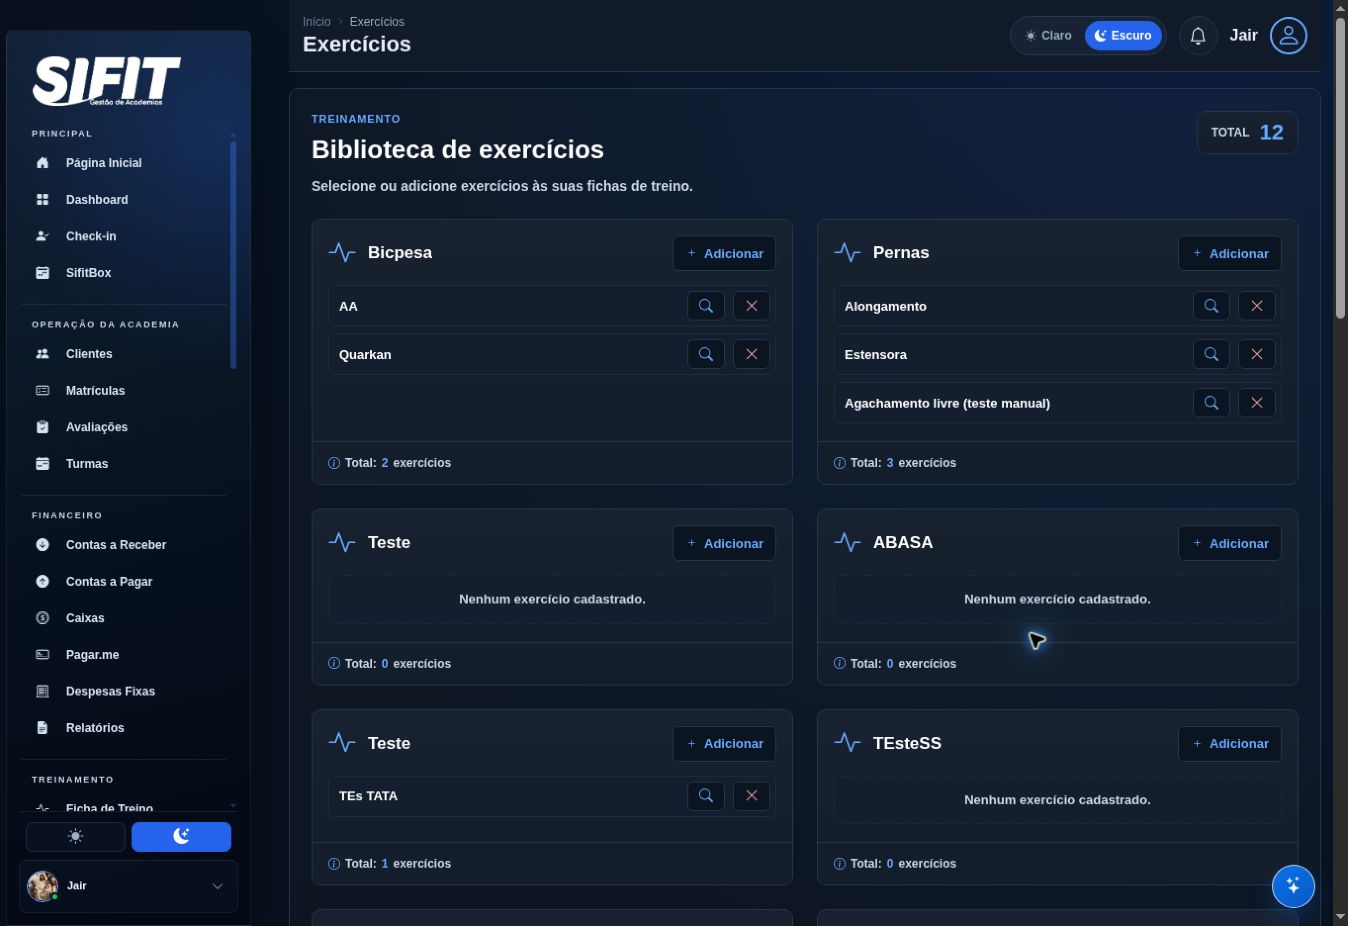 SIFIT
Gestão de Academias
PRINCIPAL
Página Inicial
Dashboard
Check-in
SifitBox
OPERAÇÃO DA ACADEMIA
Clientes
Matrículas
Avaliações
Turmas
FINANCEIRO
Contas a Receber
Contas a Pagar
Caixas
Pagar.me
Despesas Fixas
Relatórios
TREINAMENTO
Ficha de Treino
Jair
Início > Exercícios
Exercícios
Claro Escuro
Jair
TREINAMENTO
Biblioteca de exercícios
Selecione ou adicione exercícios às suas fichas de treino.
TOTAL 12
Bicpesa + Adicionar
AA
Quarkan
Total: 2 exercícios
Pernas + Adicionar
Alongamento
Estensora
Agachamento livre (teste manual)
Total: 3 exercícios
Teste + Adicionar
Nenhum exercício cadastrado.
Total: 0 exercícios
ABASA + Adicionar
Nenhum exercício cadastrado.
Total: 0 exercícios
Teste + Adicionar
TEs TATA
Total: 1 exercícios
TEsteSS + Adicionar
Nenhum exercício cadastrado.
Total: 0 exercícios